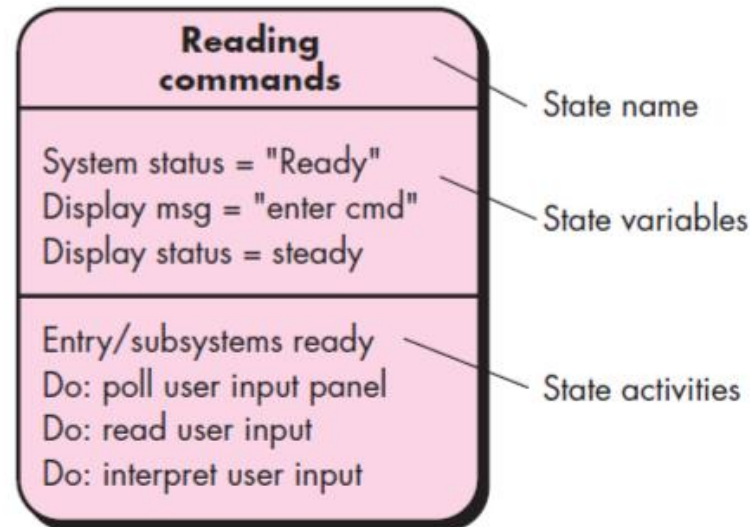 Reading
commands
State name
System status = "Ready"
Display msg = "enter cmd"
Display status = steady
State variables
Entry/subsystems ready
Do: poll user input panel
Do: read user input
Do: interpret user input
State activities